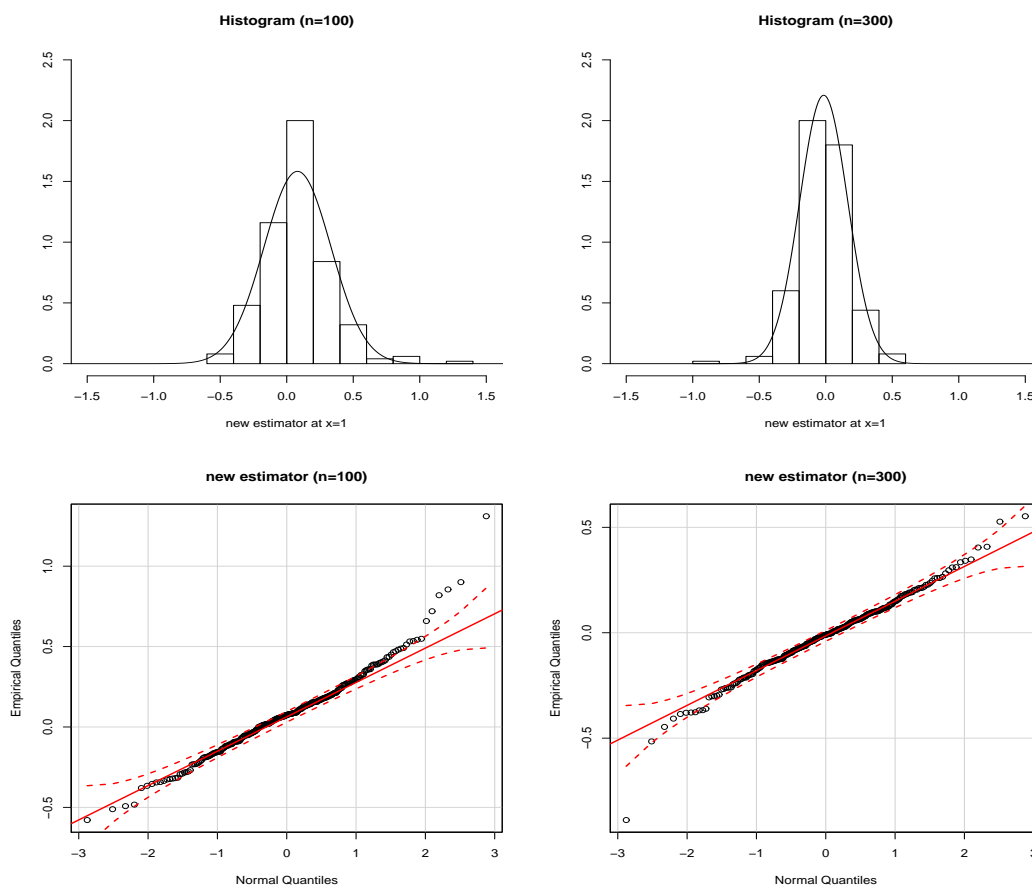 Histogram (n=100)
2.5
2.0
1.5
1.0
0.5
0.0
−1.5 −1.0 −0.5 0.0 0.5 1.0 1.5
new estimator at x=1
Histogram (n=300)
2.5
2.0
1.5
1.0
0.5
0.0
−1.5 −1.0 −0.5 0.0 0.5 1.0 1.5
new estimator at x=1
new estimator (n=100)
Empirical Quantiles
1.0
0.5
0.0
−0.5
−3 −2 −1 0 1 2 3
Normal Quantiles
new estimator (n=300)
Empirical Quantiles
0.5
0.0
−0.5
−3 −2 −1 0 1 2 3
Normal Quantiles